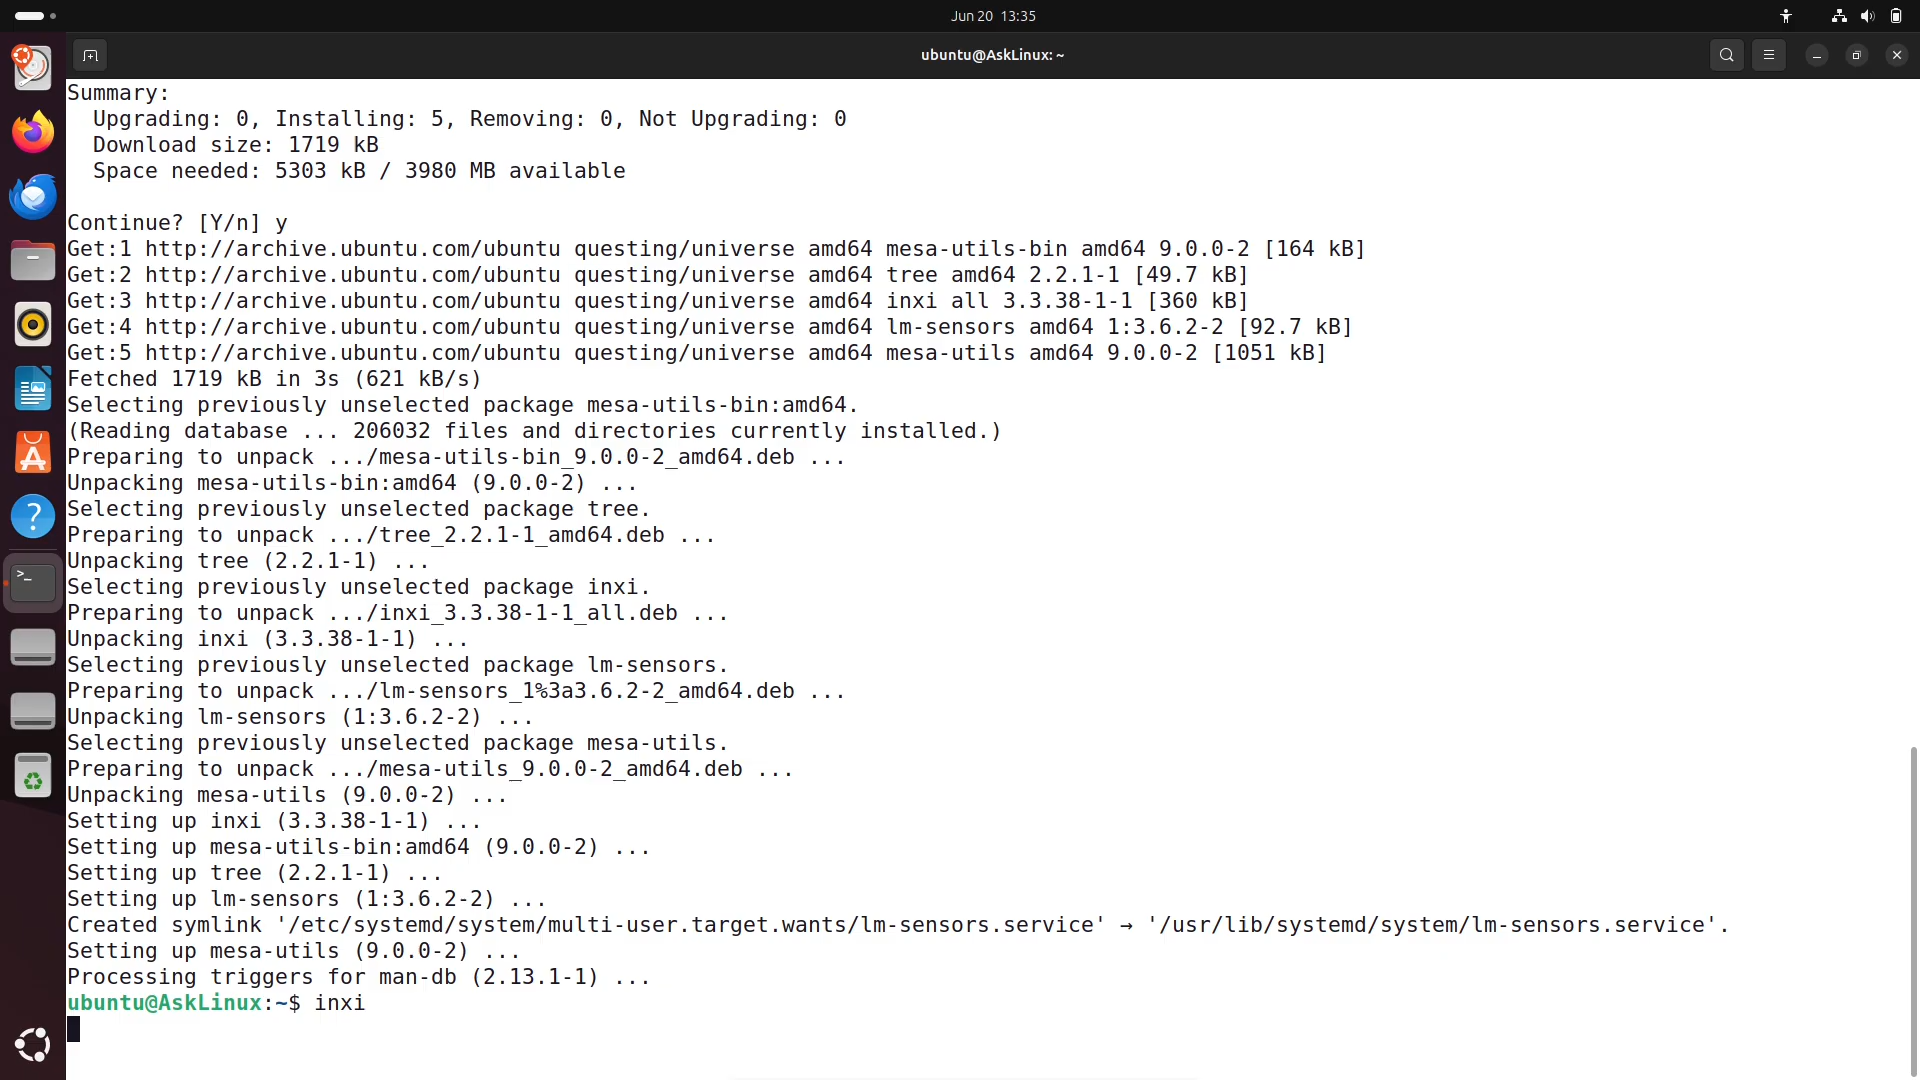 Jun 20 13:35
ubuntu@AskLinux: ~
Summary:
  Upgrading: 0, Installing: 5, Removing: 0, Not Upgrading: 0
  Download size: 1719 kB
  Space needed: 5303 kB / 3980 MB available
Continue? [Y/n] y
Get:1 http://archive.ubuntu.com/ubuntu questing/universe amd64 mesa-utils-bin amd64 9.0.0-2 [164 kB]
Get:2 http://archive.ubuntu.com/ubuntu questing/universe amd64 tree amd64 2.2.1-1 [49.7 kB]
Get:3 http://archive.ubuntu.com/ubuntu questing/universe amd64 inxi all 3.3.38-1-1 [360 kB]
Get:4 http://archive.ubuntu.com/ubuntu questing/universe amd64 lm-sensors amd64 1:3.6.2-2 [92.7 kB]
Get:5 http://archive.ubuntu.com/ubuntu questing/universe amd64 mesa-utils amd64 9.0.0-2 [1051 kB]
Fetched 1719 kB in 3s (621 kB/s)
Selecting previously unselected package mesa-utils-bin:amd64.
(Reading database ... 206032 files and directories currently installed.)
Preparing to unpack .../mesa-utils-bin_9.0.0-2_amd64.deb ...
Unpacking mesa-utils-bin:amd64 (9.0.0-2) ...
Selecting previously unselected package tree.
Preparing to unpack .../tree_2.2.1-1_amd64.deb ...
Unpacking tree (2.2.1-1) ...
Selecting previously unselected package inxi.
Preparing to unpack .../inxi_3.3.38-1-1_all.deb ...
Unpacking inxi (3.3.38-1-1) ...
Selecting previously unselected package lm-sensors.
Preparing to unpack .../lm-sensors_1%3a3.6.2-2_amd64.deb ...
Unpacking lm-sensors (1:3.6.2-2) ...
Selecting previously unselected package mesa-utils.
Preparing to unpack .../mesa-utils_9.0.0-2_amd64.deb ...
Unpacking mesa-utils (9.0.0-2) ...
Setting up inxi (3.3.38-1-1) ...
Setting up mesa-utils-bin:amd64 (9.0.0-2) ...
Setting up tree (2.2.1-1) ...
Setting up lm-sensors (1:3.6.2-2) ...
Created symlink '/etc/systemd/system/multi-user.target.wants/lm-sensors.service' → '/usr/lib/systemd/system/lm-sensors.service'.
Setting up mesa-utils (9.0.0-2) ...
Processing triggers for man-db (2.13.1-1) ...
ubuntu@AskLinux:~$ inxi